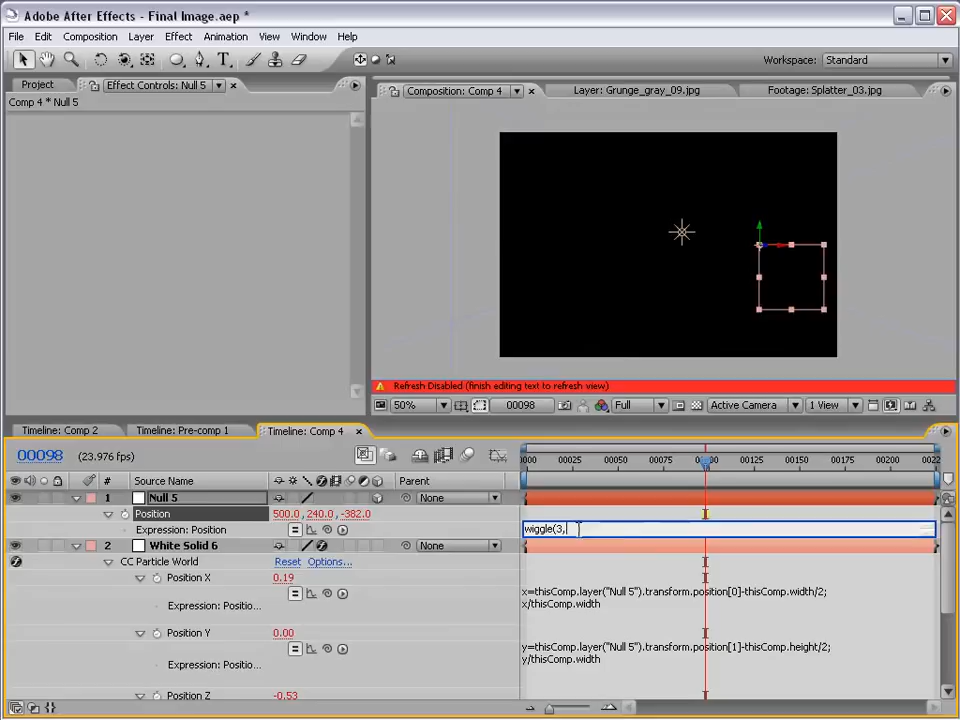 Adobe After Effects - Final Image.aep *
File Edit Composition Layer Effect Animation View Window Help
Workspace: Standard
Project Effect Controls: Null 5
Composition: Comp 4 Layer: Grunge_gray_09.jpg Footage: Splatter_03.jpg
Comp 4 * Null 5
Refresh Disabled (finish editing text to refresh view)
50% 00098 Full Active Camera 1 View
Timeline: Comp 2 Timeline: Pre-comp 1 Timeline: Comp 4
00098 (23.976 fps)
0000 00025 00050 00075 00100 00125 00150 00175 00200 0022
# Source Name Parent
1 Null 5 None
Position 500.0, 240.0, -382.0
Expression: Position wiggle(3,
2 White Solid 6 None
CC Particle World Reset Options...
Position X 0.19
Expression: Positio... x=thisComp.layer("Null 5").transform.position[0]-thisComp.width/2;
x/thisComp.width
Position Y 0.00
Expression: Positio... y=thisComp.layer("Null 5").transform.position[1]-thisComp.height/2;
y/thisComp.width
Position Z -0.53